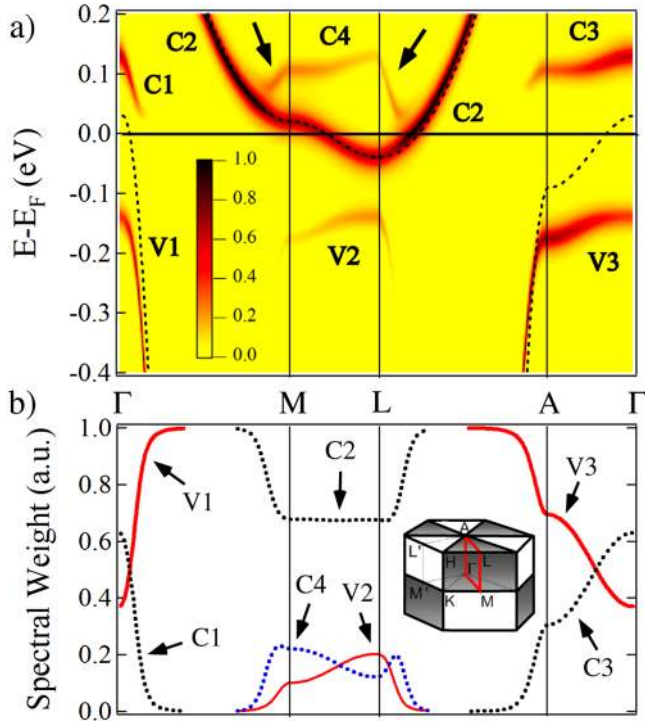 a)
C2
C4
C3
C1
C2
V1
V2
V3
E-E_F (eV)
0.2
0.1
0.0
-0.1
-0.2
-0.3
-0.4
1.0
0.8
0.6
0.4
0.2
0.0
Γ M L A Γ
b)
Spectral Weight (a.u.)
1.0
0.8
0.6
0.4
0.2
0.0
V1
C2
V3
C4
V2
C1
C3
A
L'
H
L
Γ
M'
K
M